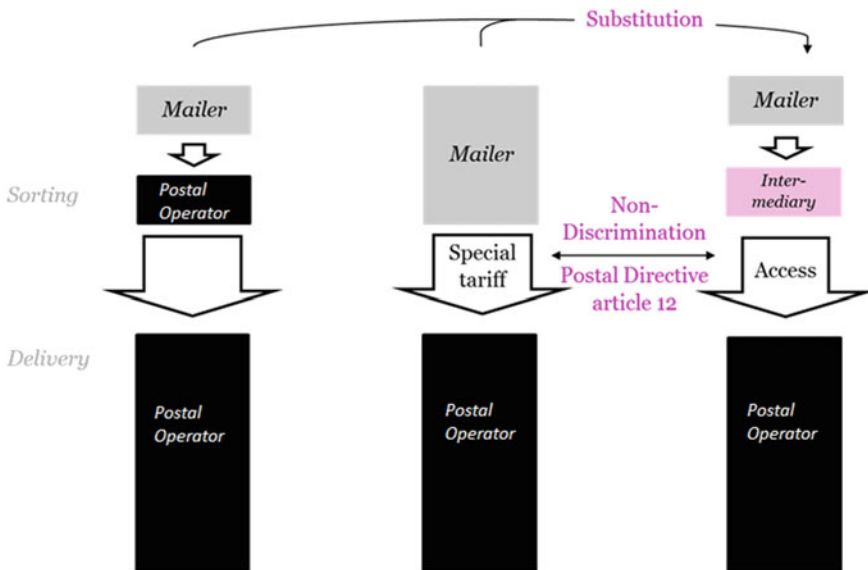 Substitution
Mailer
Mailer
Mailer
Sorting
Postal
Operator
Inter-
mediary
Non-
Discrimination
Postal Directive
article 12
Special
tariff
Access
Delivery
Postal
Operator
Postal
Operator
Postal
Operator